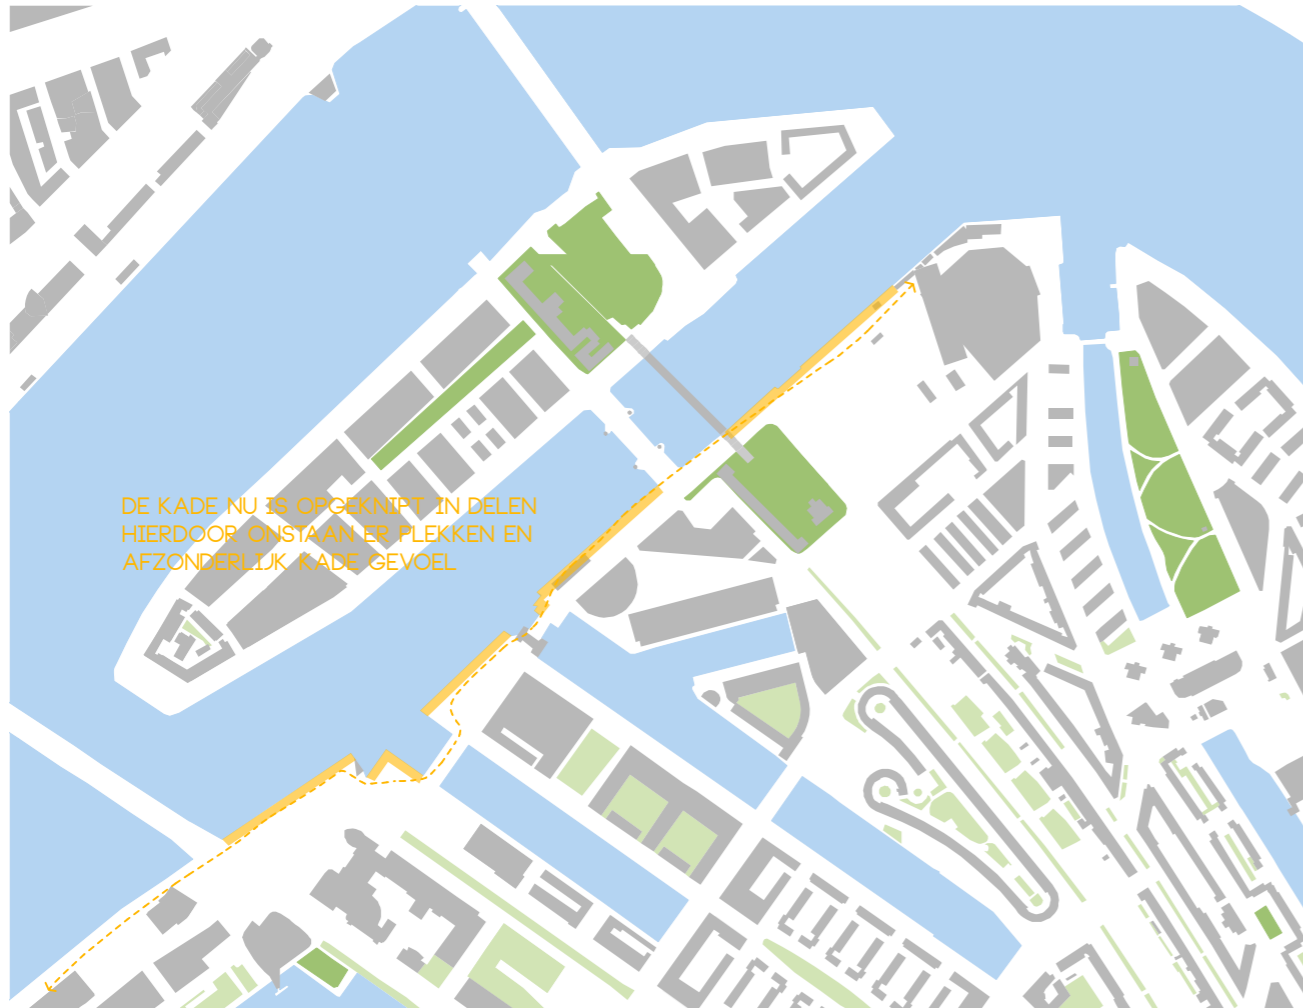 DE KADE NU IS OPGEKNIPT IN DELEN
HIERDOOR ONSTAAN ER PLEKKEN EN
AFZONDERLIJK KADE GEVOEL